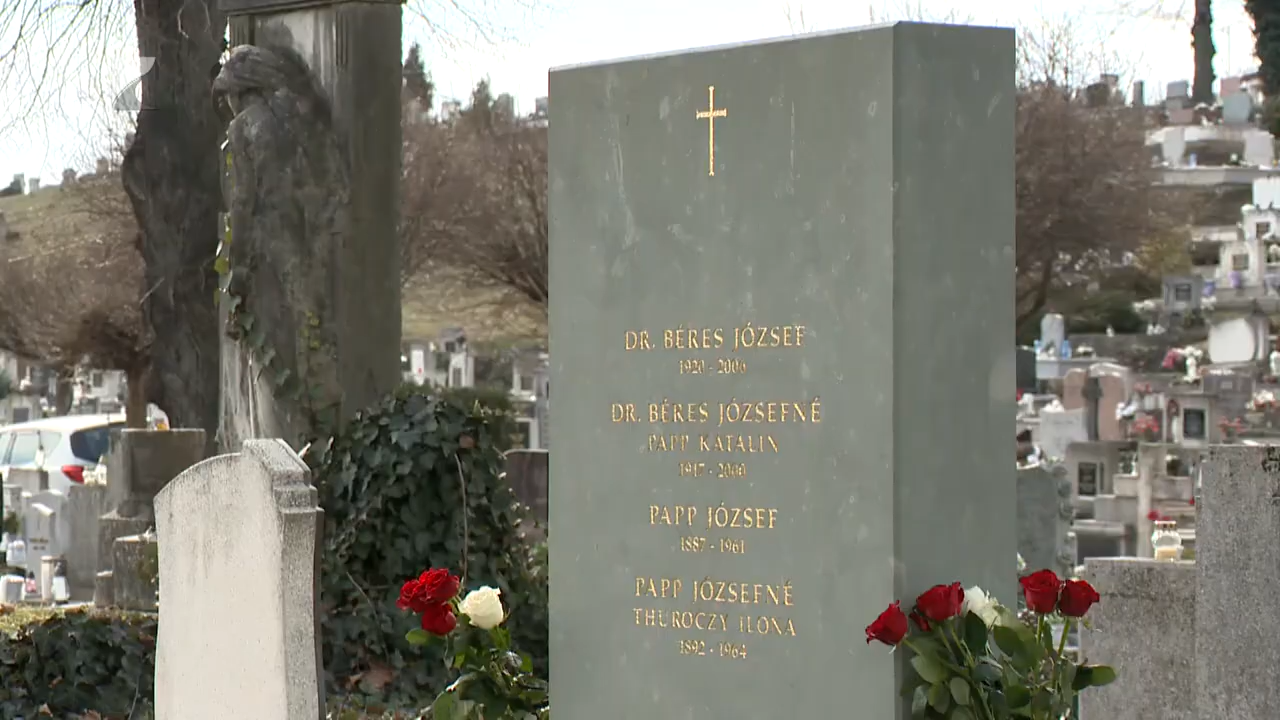 DR. BÉRES JÓZSEF
1920 - 2006
DR. BÉRES JÓZSEFNÉ
PAPP KATALIN
1917 - 2000
PAPP JÓZSEF
1887 - 1961
PAPP JÓZSEFNÉ
THUROCZY ILONA
1892 - 1964